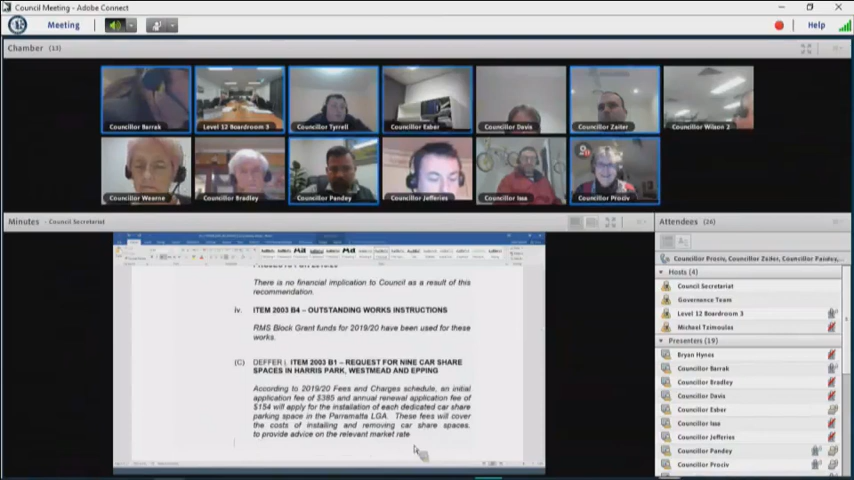 Council Meeting - Adobe Connect
Meeting
Help
Chamber (13)
Councillor Barrak
Level 12 Boardroom 3
Councillor Tyrrell
Councillor Esber
Councillor Davis
Councillor Zaiter
Councillor Wilson 2
Councillor Wearne
Councillor Bradley
Councillor Pandey
Councillor Jefferies
Councillor Issa
Councillor Prociv
Minutes - Council Secretariat
There is no financial implication to Council as a result of this
recommendation.
iv. ITEM 2003 B4 – OUTSTANDING WORKS INSTRUCTIONS
RMS Block Grant funds for 2019/20 have been used for these
works.
(C) DEFFER ( ITEM 2003 B1 – REQUEST FOR NINE CAR SHARE
SPACES IN HARRIS PARK, WESTMEAD AND EPPING
According to 2019/20 Fees and Charges schedule, an initial
application fee of $385 and annual renewal application fee of
$154 will apply for the installation of each dedicated car share
parking space in the Parramatta LGA. These fees will cover
the costs of installing and removing car share spaces.
to provide advice on the relevant market rate
Attendees (26)
Councillor Prociv, Councillor Zaiter, Councillor Pandey,
Hosts (4)
Council Secretariat
Governance Team
Level 12 Boardroom 3
Michael Tzimoulas
Presenters (19)
Bryan Hynes
Councillor Barrak
Councillor Bradley
Councillor Davis
Councillor Esber
Councillor Issa
Councillor Jefferies
Councillor Pandey
Councillor Prociv